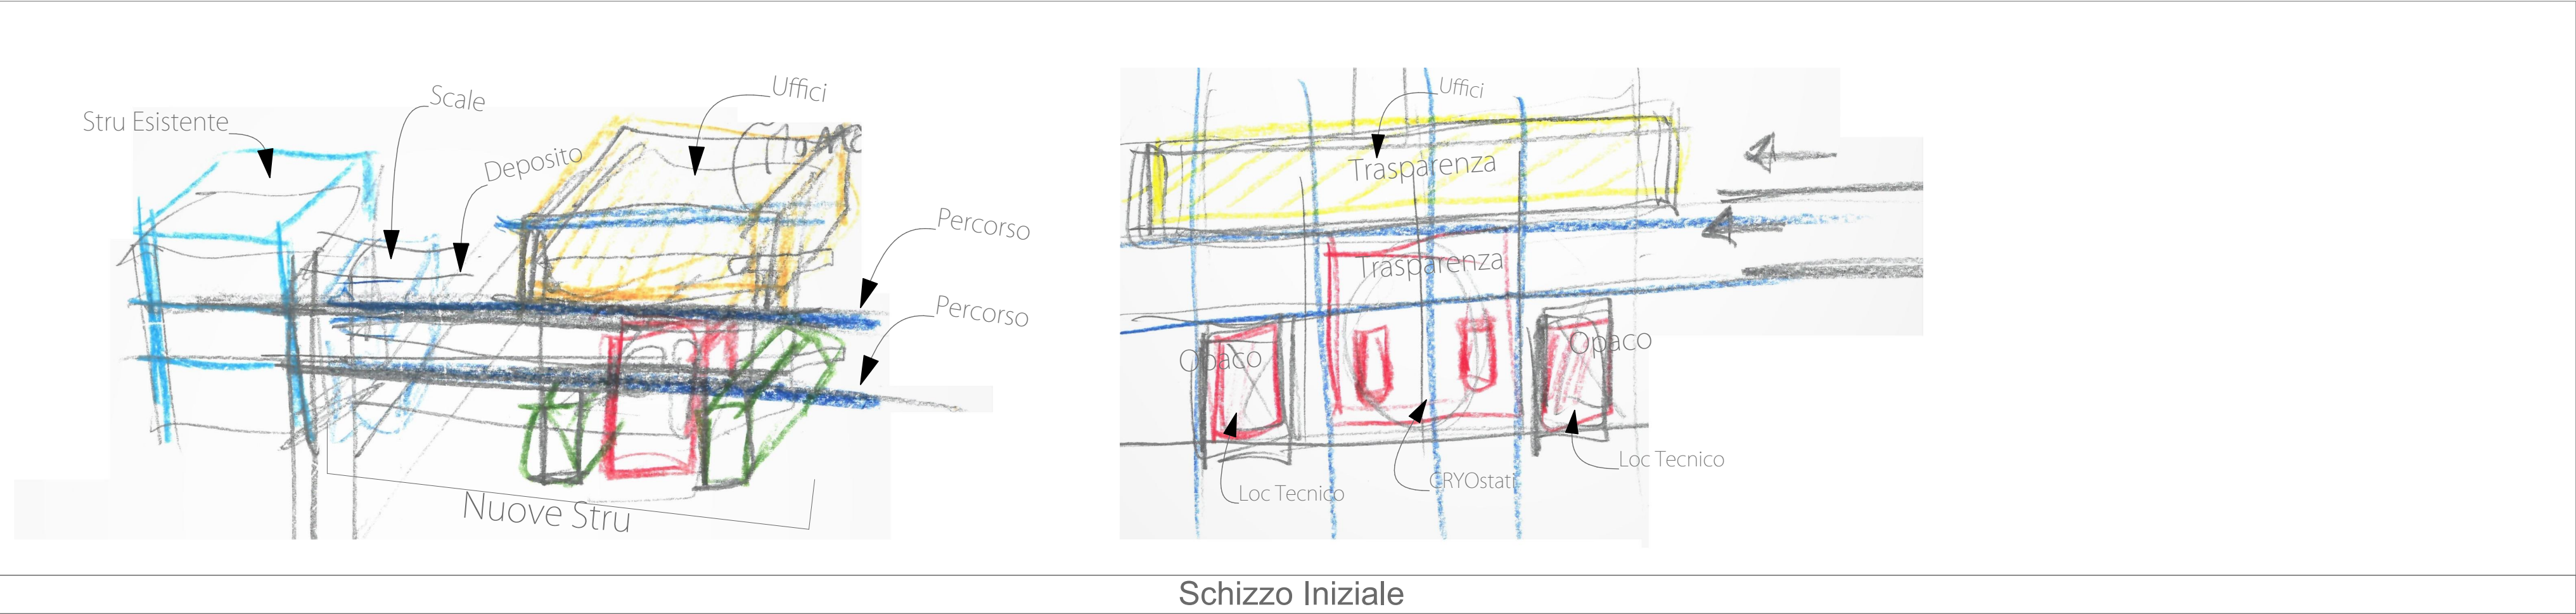 Stru Esistente
Scale
Deposito
Uffici
Percorso
Percorso
Nuove Stru
Uffici
Trasparenza
Trasparenza
Opaco
Opaco
Loc Tecnico
CRYOstati
Loc Tecnico
Schizzo Iniziale